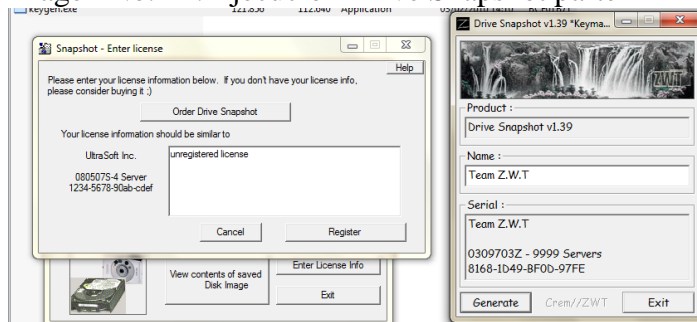 keygen.exe 121.856 112.640 Application
Snapshot - Enter license
Help
Please enter your license information below. If you don't have your license info,
please consider buying it ;)
Order Drive Snapshot
Your license information should be similar to
UltraSoft Inc.
080507S-4 Server
1234-5678-90ab-cdef
unregistered license
Cancel
Register
View contents of saved
Disk Image
Enter License Info
Exit
Drive Snapshot v1.39 *Keyma...
ZWT
Product :
Drive Snapshot v1.39
Name :
Team Z.W.T
Serial :
Team Z.W.T
0309703Z - 9999 Servers
8168-1D49-BF0D-97FE
Generate
Crem//ZWT
Exit